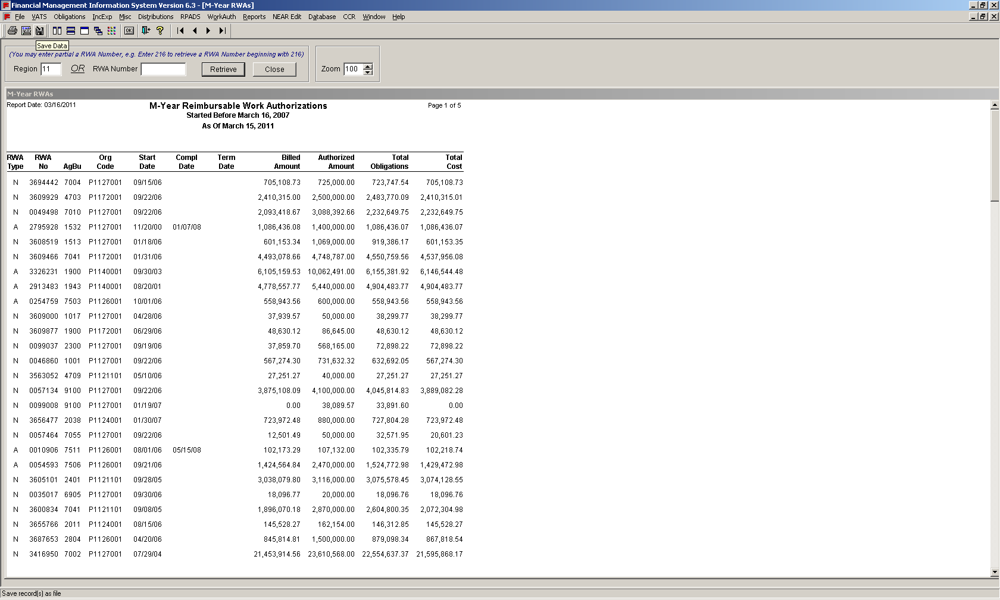 Financial Management Information System Version 6.3 - [M-Year RWAs]
File VATS Obligations IncExp Misc Distributions RPADS WorkAuth Reports NEAR Edit Database CCR Window Help
OK
Save Data
(You may enter partial a RWA Number, e.g. Enter 216 to retrieve a RWA Number beginning with 216)
Region 11 OR RWA Number Retrieve Close Zoom 100
M-Year RWAs
Report Date: 03/16/2011 M-Year Reimbursable Work Authorizations Page 1 of 5
Started Before March 16, 2007
As Of March 15, 2011
RWA RWA Org Start Compl Term Billed Authorized Total Total
Type No AgBu Code Date Date Date Amount Amount Obligations Cost
N 3694442 7004 P1127001 09/15/06 705,108.73 725,000.00 723,747.54 705,108.73
N 3609929 4703 P1172001 09/22/06 2,410,315.00 2,500,000.00 2,483,770.09 2,410,315.01
N 0049498 7010 P1127001 09/22/06 2,093,418.67 3,088,392.66 2,232,649.75 2,232,649.75
A 2795928 1532 P1127001 11/20/00 01/07/08 1,086,436.08 1,400,000.00 1,086,436.07 1,086,436.07
N 3608519 1513 P1127001 01/18/06 601,153.34 1,069,000.00 919,386.17 601,153.35
N 3609466 7041 P1172001 01/31/06 4,493,078.66 4,748,787.00 4,550,759.56 4,537,956.08
A 3326231 1900 P1140001 09/30/03 6,105,159.53 10,062,491.00 6,155,381.92 6,146,544.48
A 2913483 1943 P1140001 08/20/01 4,778,557.77 5,440,000.00 4,904,483.77 4,904,483.77
A 0254759 7503 P1126001 10/01/06 558,943.56 600,000.00 558,943.56 558,943.56
N 3609000 1017 P1127001 04/28/06 37,939.57 50,000.00 38,299.77 38,299.77
N 3609877 1900 P1172001 06/29/06 48,630.12 86,645.00 48,630.12 48,630.12
N 0099037 2300 P1127001 09/19/06 37,859.70 568,165.00 72,898.22 72,898.22
N 0046860 1001 P1127001 09/22/06 567,274.30 731,632.32 632,692.05 567,274.30
N 3563052 4709 P1121101 05/10/06 27,251.27 40,000.00 27,251.27 27,251.27
N 0057134 9100 P1127001 09/22/06 3,875,108.09 4,100,000.00 4,045,814.83 3,889,082.28
N 0099008 9100 P1127001 01/19/07 0.00 38,089.57 33,891.60 0.00
N 3656477 2038 P1124001 01/30/07 723,972.48 880,000.00 727,804.28 723,972.48
N 0057464 7055 P1127001 09/22/06 12,501.49 50,000.00 32,571.95 20,601.23
A 0010906 7511 P1126001 08/01/06 05/15/08 102,173.29 107,132.00 102,335.79 102,218.74
A 0054593 7506 P1126001 09/21/06 1,424,564.84 2,470,000.00 1,524,772.98 1,429,472.98
N 3605101 2401 P1121101 09/28/05 3,038,079.80 3,116,000.00 3,075,578.45 3,074,128.55
N 0035017 6905 P1127001 09/30/06 18,096.77 20,000.00 18,096.76 18,096.76
N 3600834 7041 P1121101 09/08/05 1,896,070.18 2,870,000.00 2,604,800.35 2,072,304.98
N 3655766 2011 P1124001 08/15/06 145,528.27 162,154.00 146,312.85 145,528.27
N 3687653 2804 P1126001 04/20/06 845,814.81 1,500,000.00 879,098.34 867,818.54
N 3416950 7002 P1127001 07/29/04 21,453,914.56 23,610,568.00 22,554,637.37 21,595,868.17
Save record(s) as file